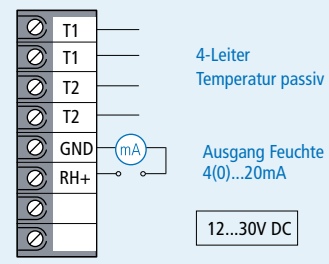 T1
T1
4-Leiter
Temperatur passiv
T2
T2
GND
mA
RH+
Ausgang Feuchte
4(0)...20mA
12...30V DC